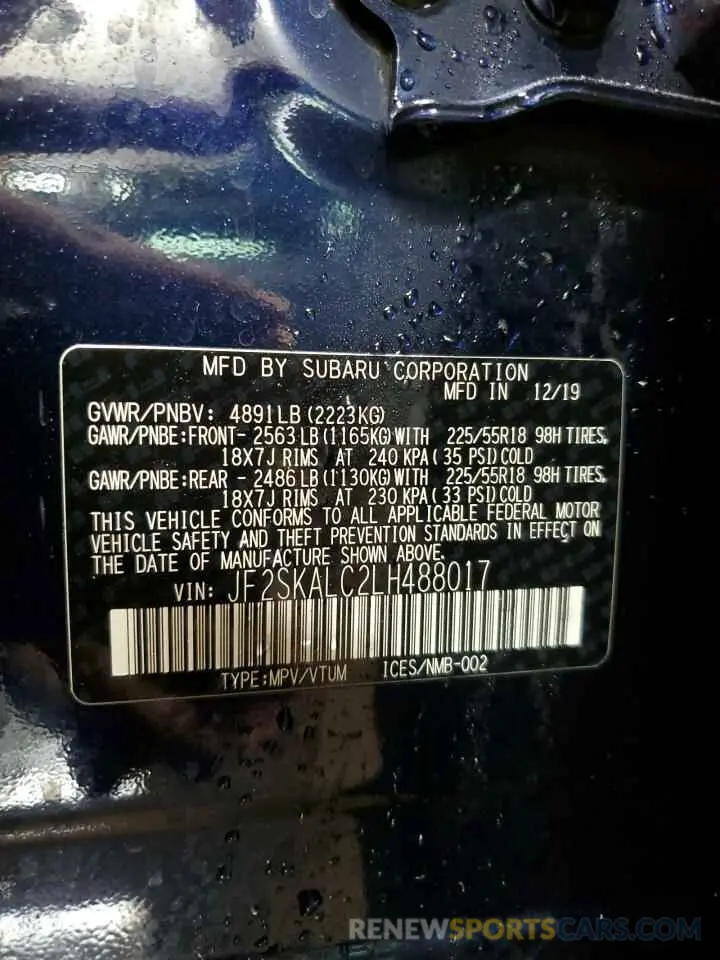 MFD BY SUBARU CORPORATION
MFD IN 12/19
GVWR/PNBV: 4891LB(2223KG)
GAWR/PNBE:FRONT- 2563LB(1165KG)WITH 225/55R18 98H TIRES,
18X7J RIMS AT 240 KPA(35 PSI)COLD
GAWR/PNBE:REAR - 2486LB(1130KG)WITH 225/55R18 98H TIRES,
18X7J RIMS AT 230 KPA(33 PSI)COLD
THIS VEHICLE CONFORMS TO ALL APPLICABLE FEDERAL MOTOR
VEHICLE SAFETY AND THEFT PREVENTION STANDARDS IN EFFECT ON
THE DATE OF MANUFACTURE SHOWN ABOVE.
VIN: JF2SKALC2LH488017
TYPE:MPV/VTUM ICES/NMB-002
RENEWSPORTSCARS.COM